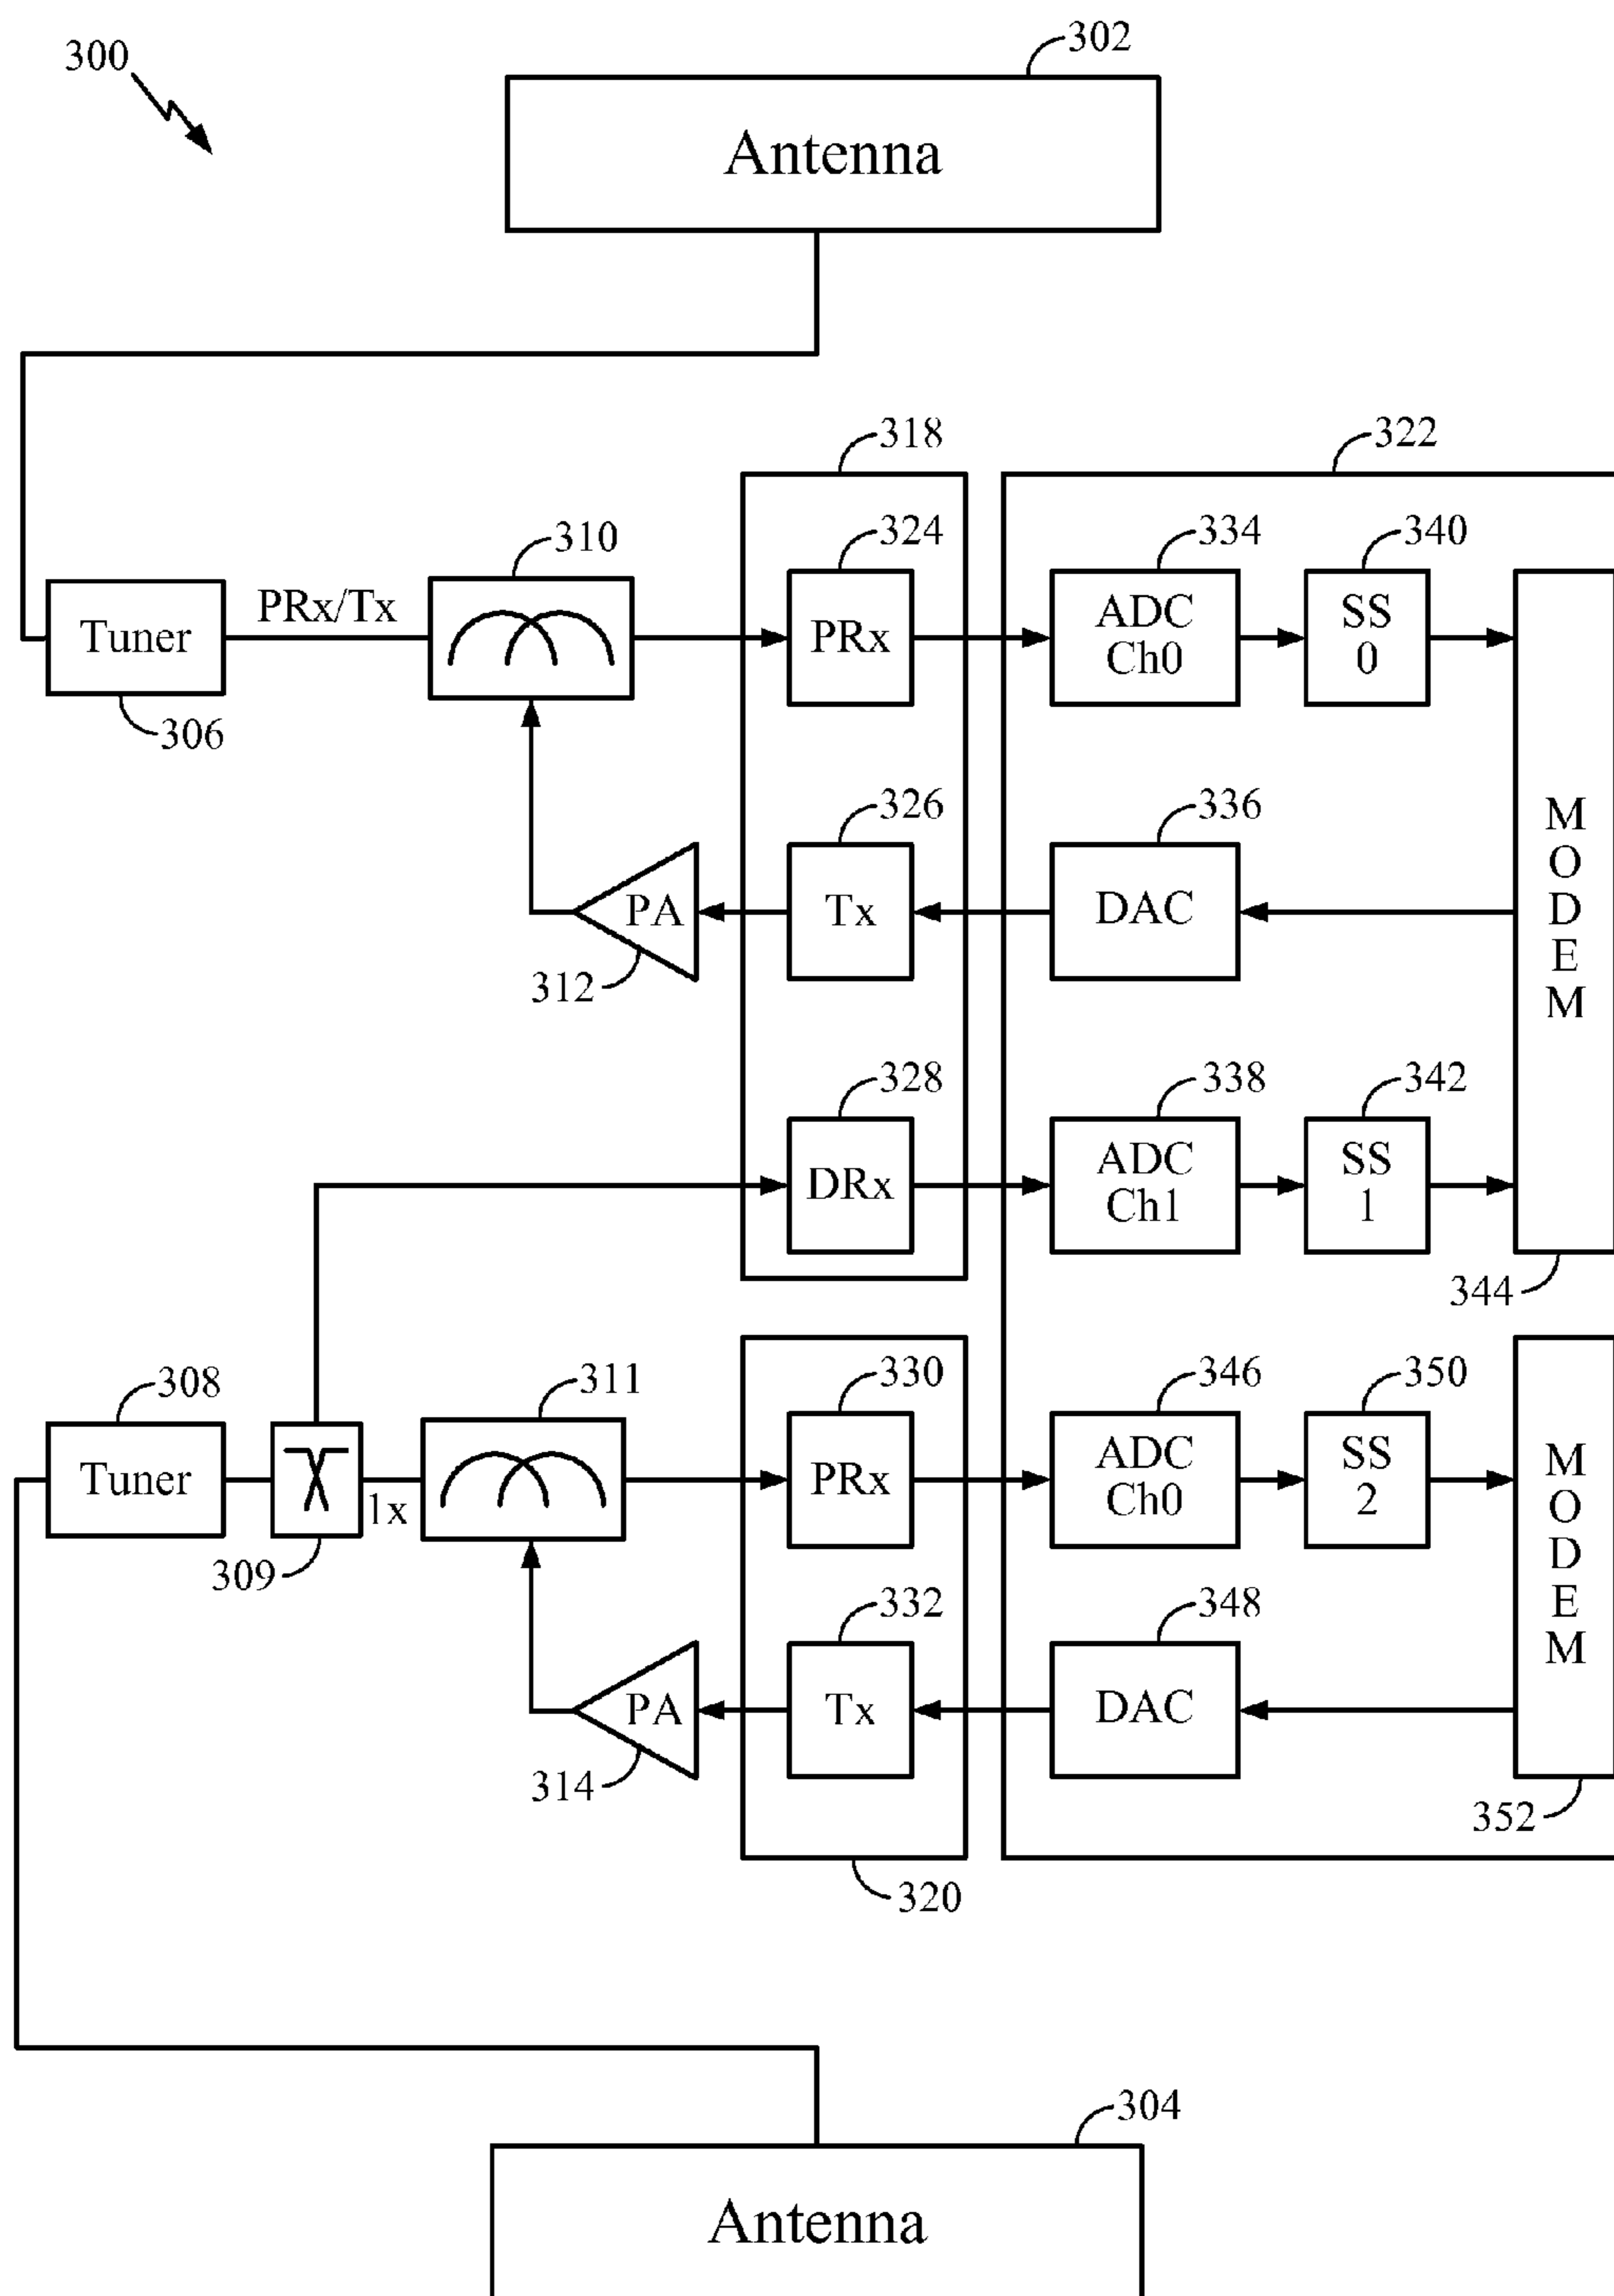 300
302
Antenna
318
322
310
324
334
340
Tuner
PRx/Tx
PRx
ADC
Ch0
SS
0
306
326
336
PA
Tx
DAC
M
O
D
E
M
312
328
338
342
DRx
ADC
Ch1
SS
1
344
308
311
330
346
350
Tuner
1x
PRx
ADC
Ch0
SS
2
M
O
D
E
M
309
332
348
PA
Tx
DAC
314
352
320
304
Antenna